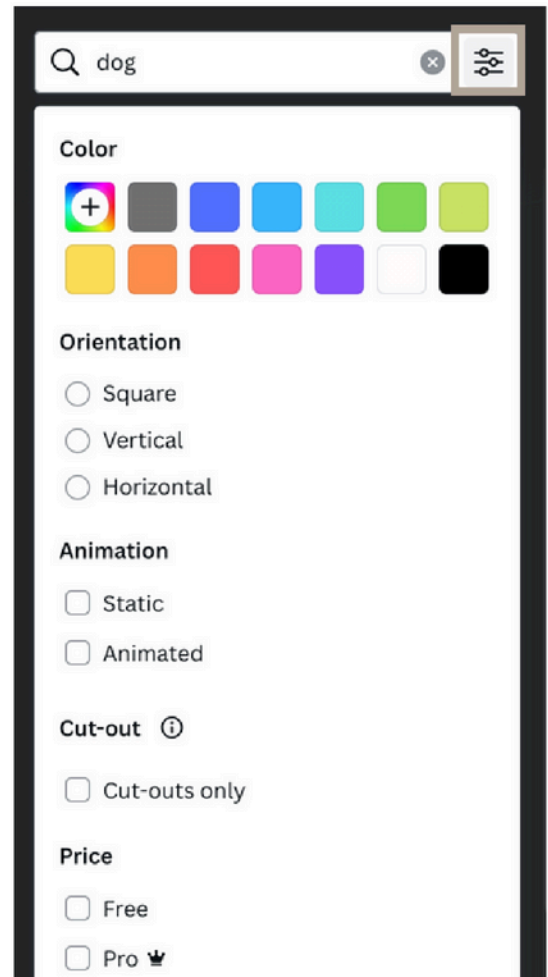 dog
Color
Orientation
Square
Vertical
Horizontal
Animation
Static
Animated
Cut-out
Cut-outs only
Price
Free
Pro